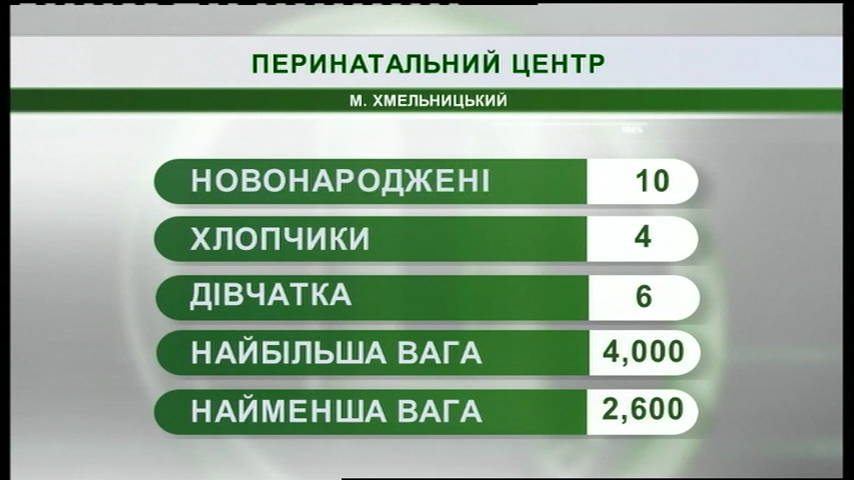 ПЕРИНАТАЛЬНИЙ ЦЕНТР
М. ХМЕЛЬНИЦЬКИЙ
НОВОНАРОДЖЕНІ 10
ХЛОПЧИКИ 4
ДІВЧАТКА 6
НАЙБІЛЬША ВАГА 4,000
НАЙМЕНША ВАГА 2,600